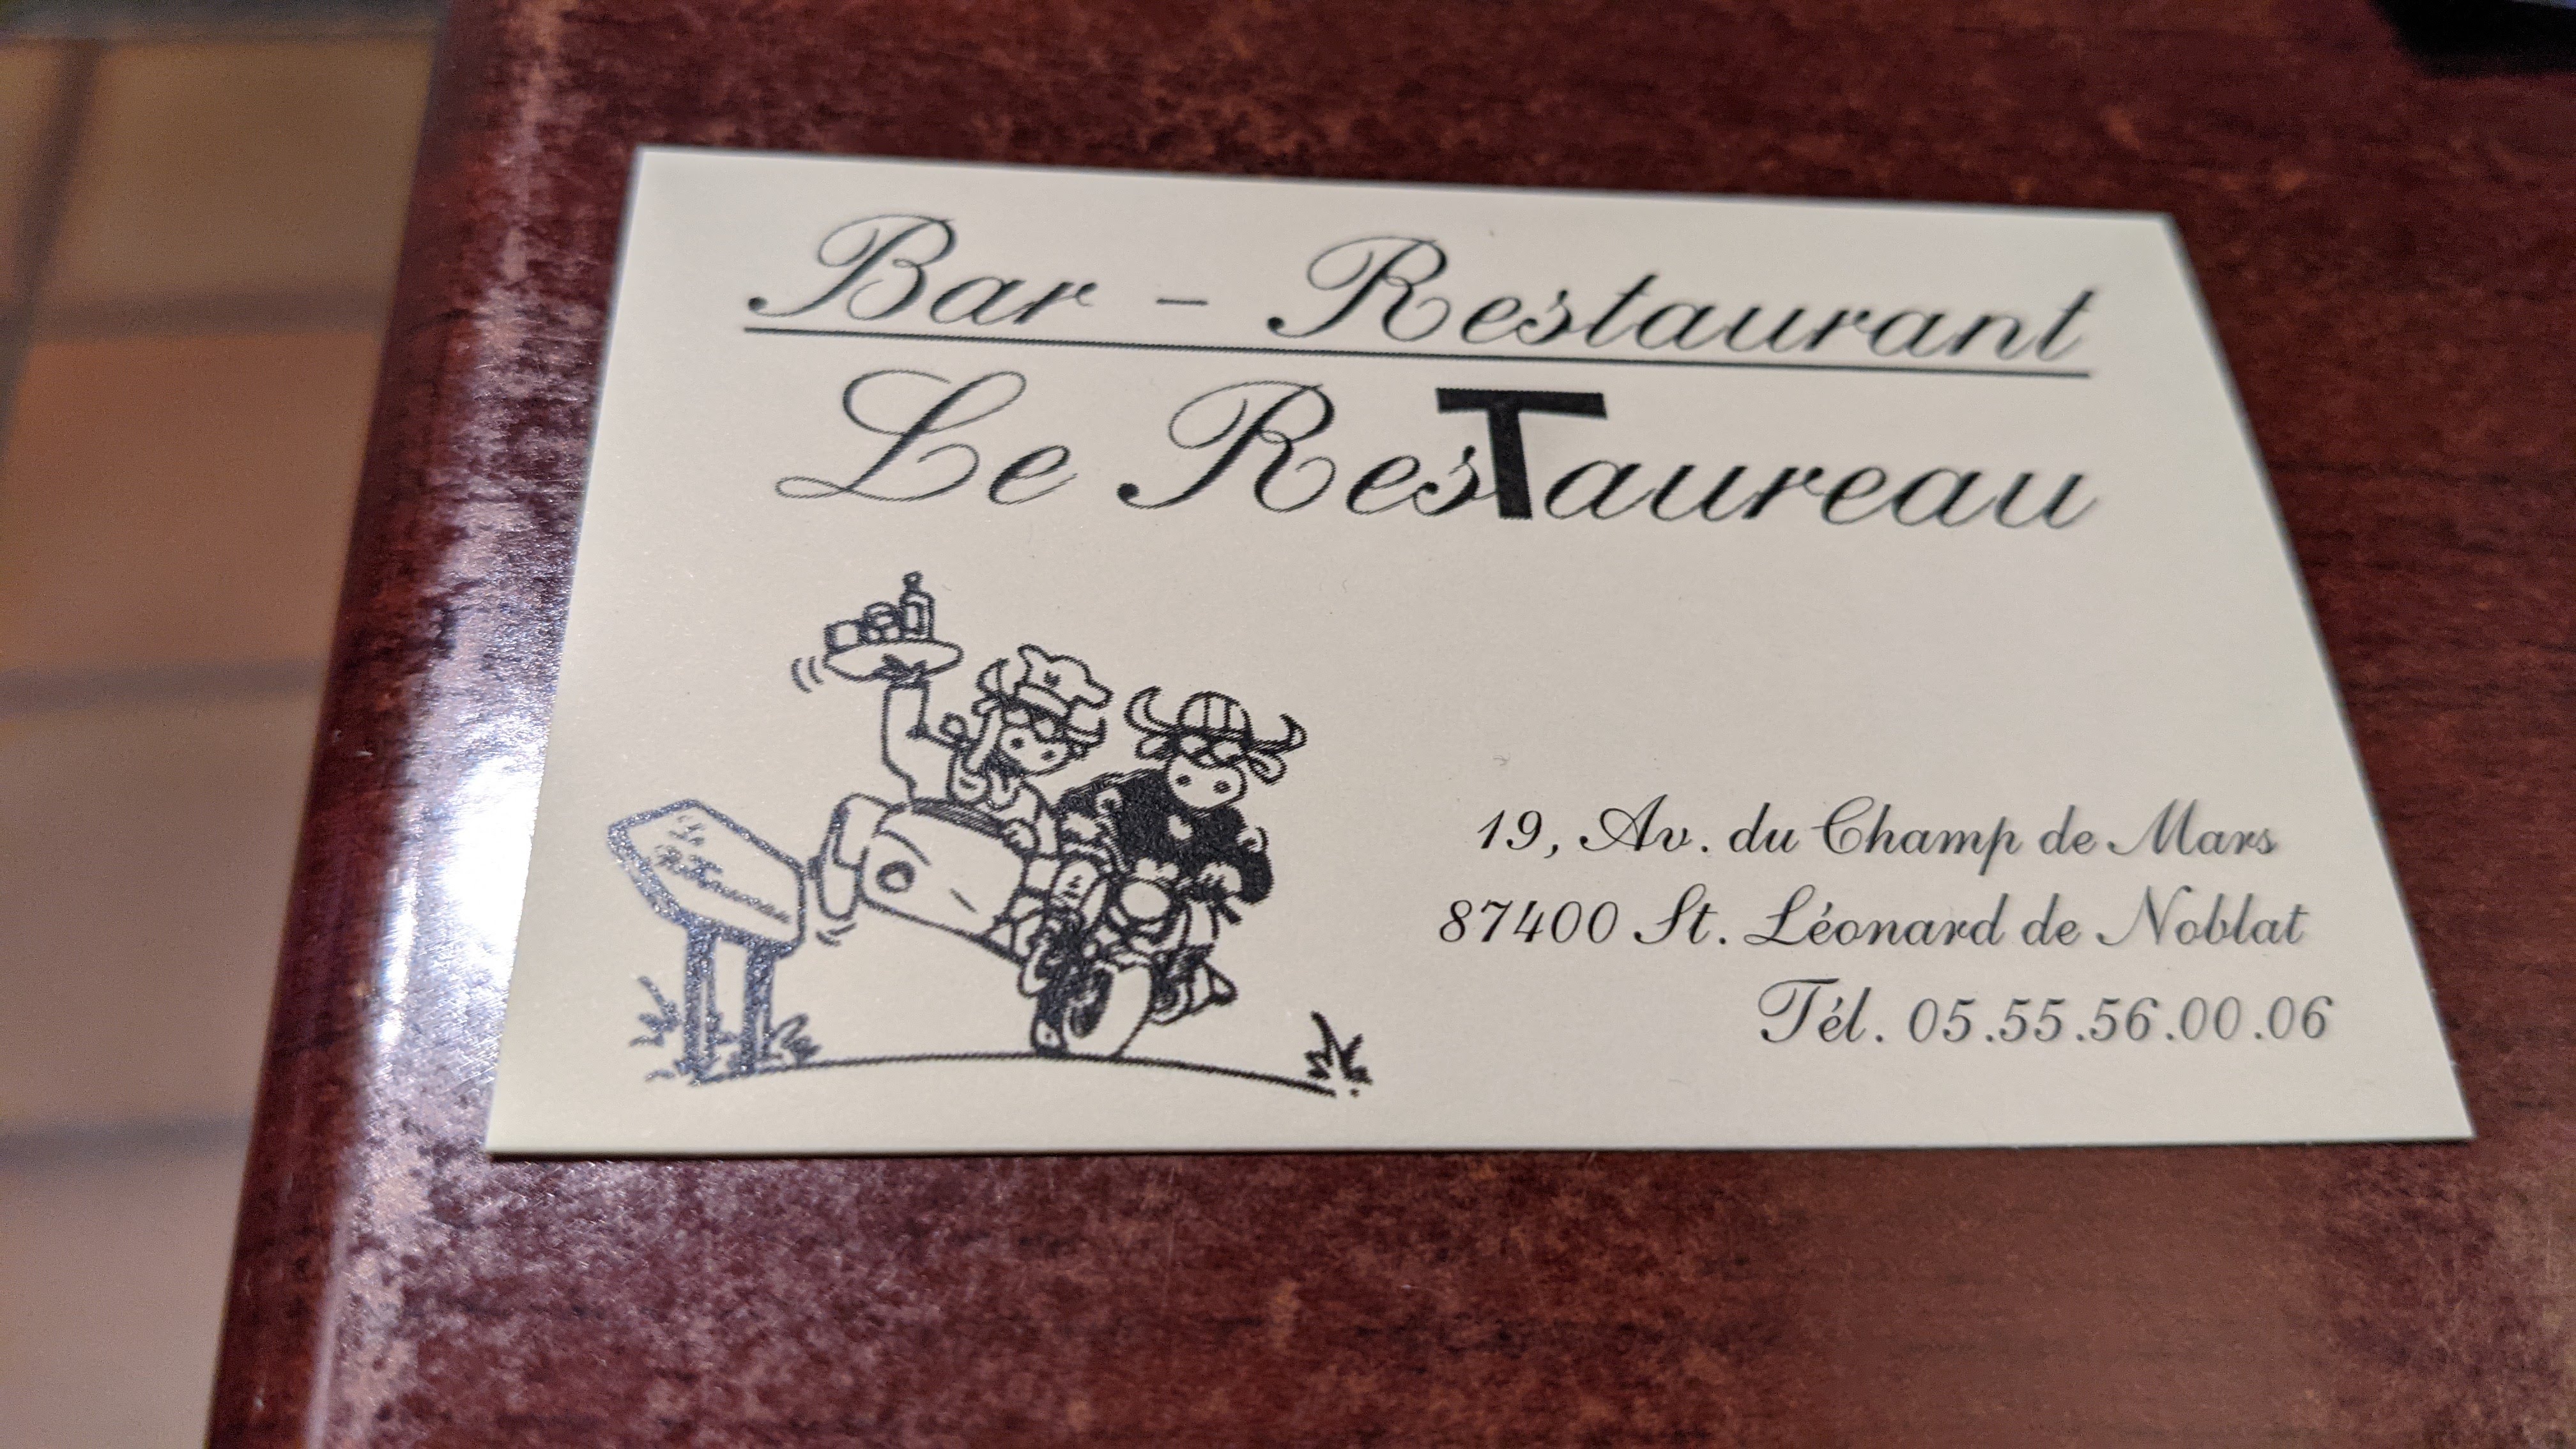 Bar - Restaurant
Le ResTaureau
19, Av. du Champ de Mars
87400 St. Léonard de Noblat
Tél. 05.55.56.00.06